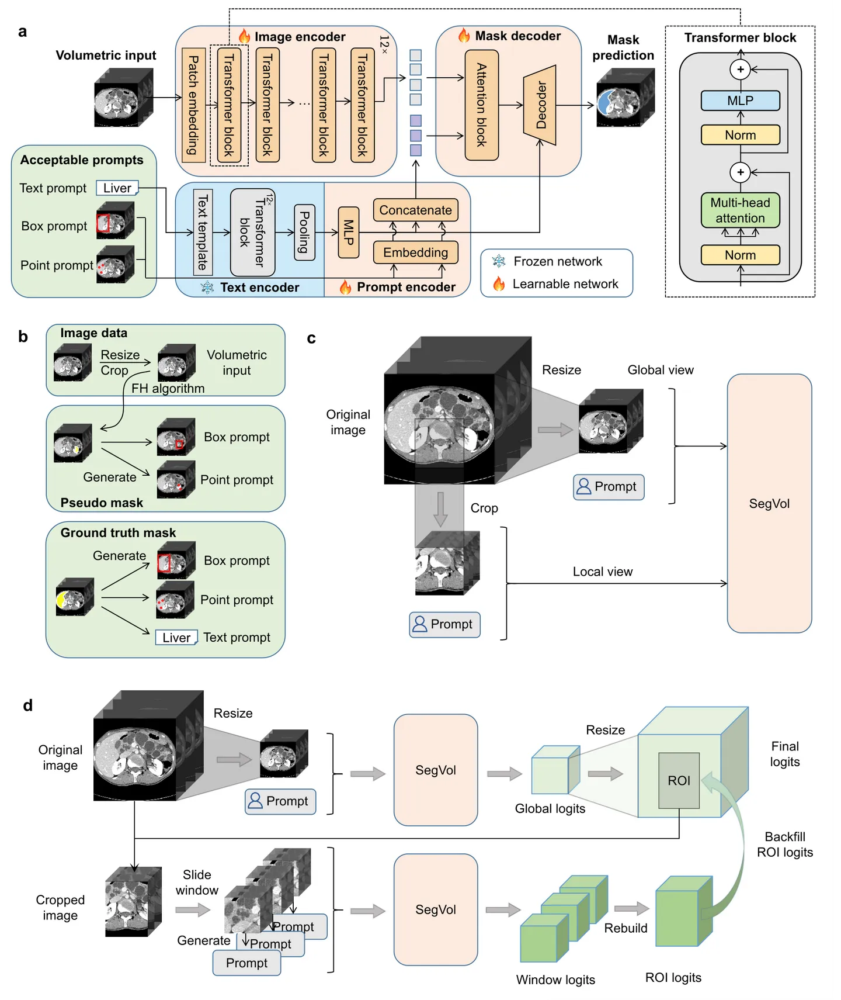 a
Volumetric input
Image encoder
12×
Patch embedding
Transformer block
Transformer block
...
Transformer block
Transformer block
Mask decoder
Attention block
Decoder
Mask
prediction
Transformer block
+
MLP
Norm
+
Multi-head
attention
Norm
Acceptable prompts
Text prompt
Liver
Box prompt
Point prompt
Text template
12×
Transformer
block
Pooling
MLP
Concatenate
Embedding
Text encoder
Prompt encoder
Frozen network
Learnable network
b
Image data
Resize
Crop
Volumetric
input
FH algorithm
Box prompt
Generate
Point prompt
Pseudo mask
Ground truth mask
Generate
Box prompt
Point prompt
Liver
Text prompt
c
Original
image
Resize
Global view
Prompt
Crop
Local view
Prompt
SegVol
d
Original
image
Resize
Prompt
SegVol
Global logits
Resize
ROI
Final
logits
Backfill
ROI logits
Cropped
image
Slide
window
Generate
Prompt
Prompt
Prompt
SegVol
Window logits
Rebuild
ROI logits